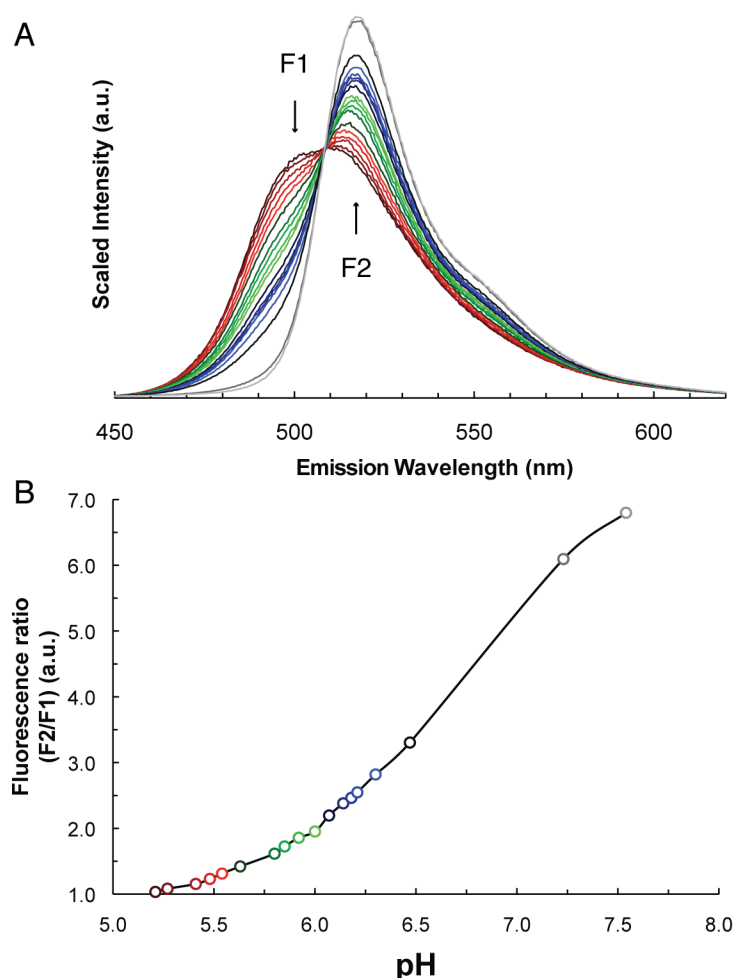 A
F1
F2
Scaled Intensity (a.u.)
450 500 550 600
Emission Wavelength (nm)
B
7.0
6.0
5.0
4.0
3.0
2.0
1.0
Fluorescence ratio
(F2/F1) (a.u.)
5.0 5.5 6.0 6.5 7.0 7.5 8.0
pH